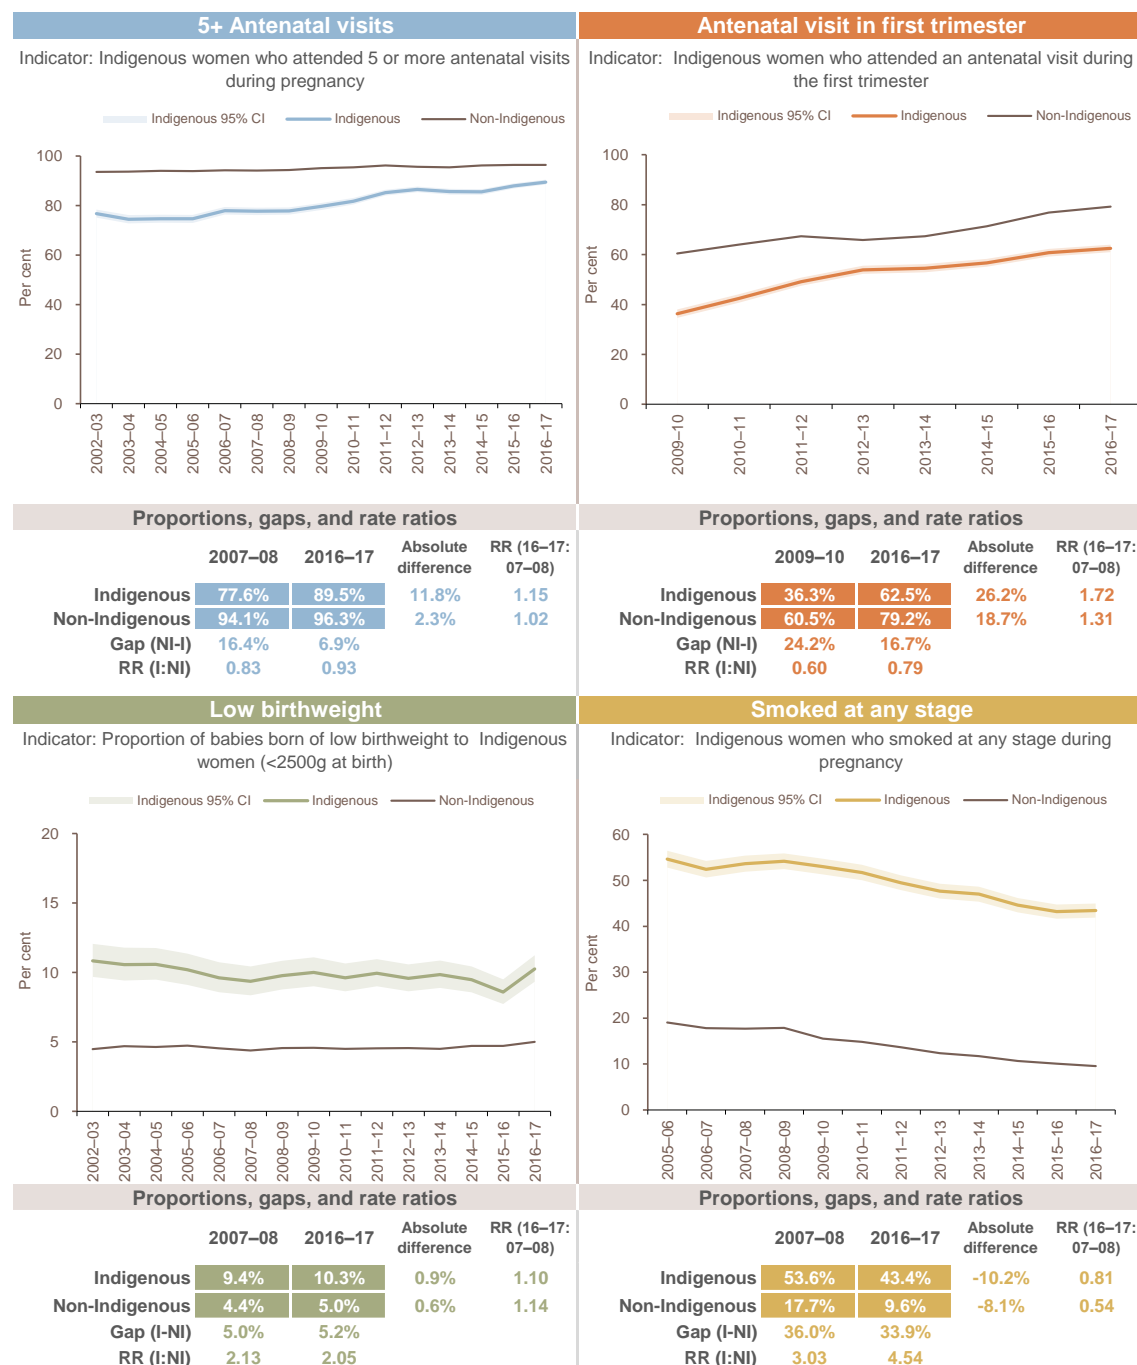 5+ Antenatal visits
Indicator: Indigenous women who attended 5 or more antenatal visits
during pregnancy
Indigenous 95% CI Indigenous Non-Indigenous
100
80
60
40
20
0
Per cent
2002–03 2003–04 2004–05 2005–06 2006–07 2007–08 2008–09 2009–10 2010–11 2011–12 2012–13 2013–14 2014–15 2015–16 2016–17
Proportions, gaps, and rate ratios
2007–08 2016–17 Absolute difference RR (16–17: 07–08)
Indigenous 77.6% 89.5% 11.8% 1.15
Non-Indigenous 94.1% 96.3% 2.3% 1.02
Gap (NI-I) 16.4% 6.9%
RR (I:NI) 0.83 0.93
Antenatal visit in first trimester
Indicator: Indigenous women who attended an antenatal visit during
the first trimester
Indigenous 95% CI Indigenous Non-Indigenous
100
80
60
40
20
0
Per cent
2009–10 2010–11 2011–12 2012–13 2013–14 2014–15 2015–16 2016–17
Proportions, gaps, and rate ratios
2009–10 2016–17 Absolute difference RR (16–17: 07–08)
Indigenous 36.3% 62.5% 26.2% 1.72
Non-Indigenous 60.5% 79.2% 18.7% 1.31
Gap (NI-I) 24.2% 16.7%
RR (I:NI) 0.60 0.79
Low birthweight
Indicator: Proportion of babies born of low birthweight to Indigenous
women (<2500g at birth)
Indigenous 95% CI Indigenous Non-Indigenous
20
15
10
5
0
Per cent
2002–03 2003–04 2004–05 2005–06 2006–07 2007–08 2008–09 2009–10 2010–11 2011–12 2012–13 2013–14 2014–15 2015–16 2016–17
Proportions, gaps, and rate ratios
2007–08 2016–17 Absolute difference RR (16–17: 07–08)
Indigenous 9.4% 10.3% 0.9% 1.10
Non-Indigenous 4.4% 5.0% 0.6% 1.14
Gap (I-NI) 5.0% 5.2%
RR (I:NI) 2.13 2.05
Smoked at any stage
Indicator: Indigenous women who smoked at any stage during
pregnancy
Indigenous 95% CI Indigenous Non-Indigenous
60
50
40
30
20
10
0
Per cent
2005–06 2006–07 2007–08 2008–09 2009–10 2010–11 2011–12 2012–13 2013–14 2014–15 2015–16 2016–17
Proportions, gaps, and rate ratios
2007–08 2016–17 Absolute difference RR (16–17: 07–08)
Indigenous 53.6% 43.4% -10.2% 0.81
Non-Indigenous 17.7% 9.6% -8.1% 0.54
Gap (I-NI) 36.0% 33.9%
RR (I:NI) 3.03 4.54